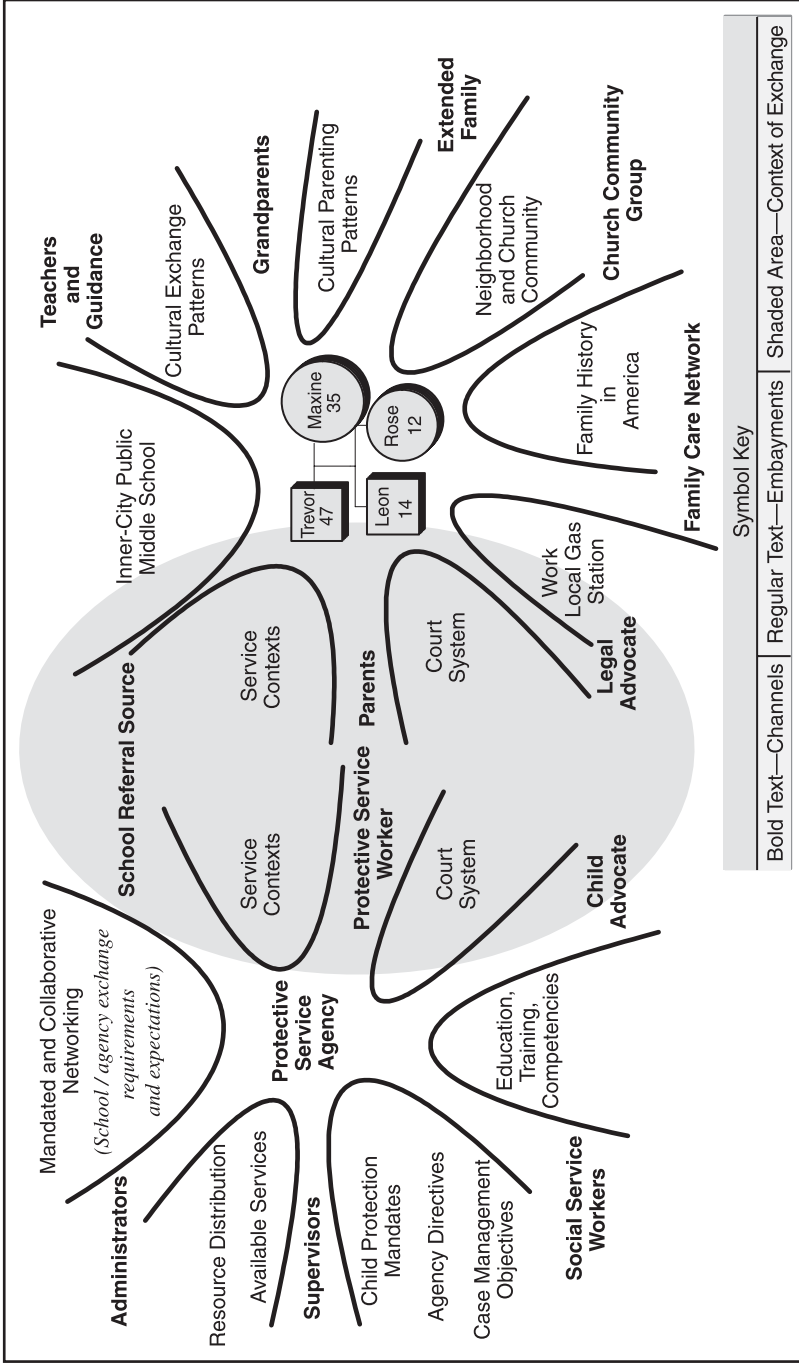 Mandated and Collaborative
Networking
(School / agency exchange
requirements
and expectations)
School Referral Source
Inner-City Public
Middle School
Teachers
and
Guidance
Administrators
Resource Distribution
Available Services
Protective
Service
Agency
Service
Contexts
Service
Contexts
Cultural Exchange
Patterns
Grandparents
Supervisors
Child Protection
Mandates
Agency Directives
Case Management
Objectives
Protective Service
Worker
Parents
Trevor
47
Maxine
35
Leon
14
Rose
12
Cultural Parenting
Patterns
Extended
Family
Court
System
Court
System
Neighborhood
and Church
Community
Social Service
Workers
Education,
Training,
Competencies
Child
Advocate
Legal
Advocate
Work
Local Gas
Station
Family History
in
America
Church Community
Group
Family Care Network
Symbol Key
Bold Text—Channels
Regular Text—Embayments
Shaded Area—Context of Exchange